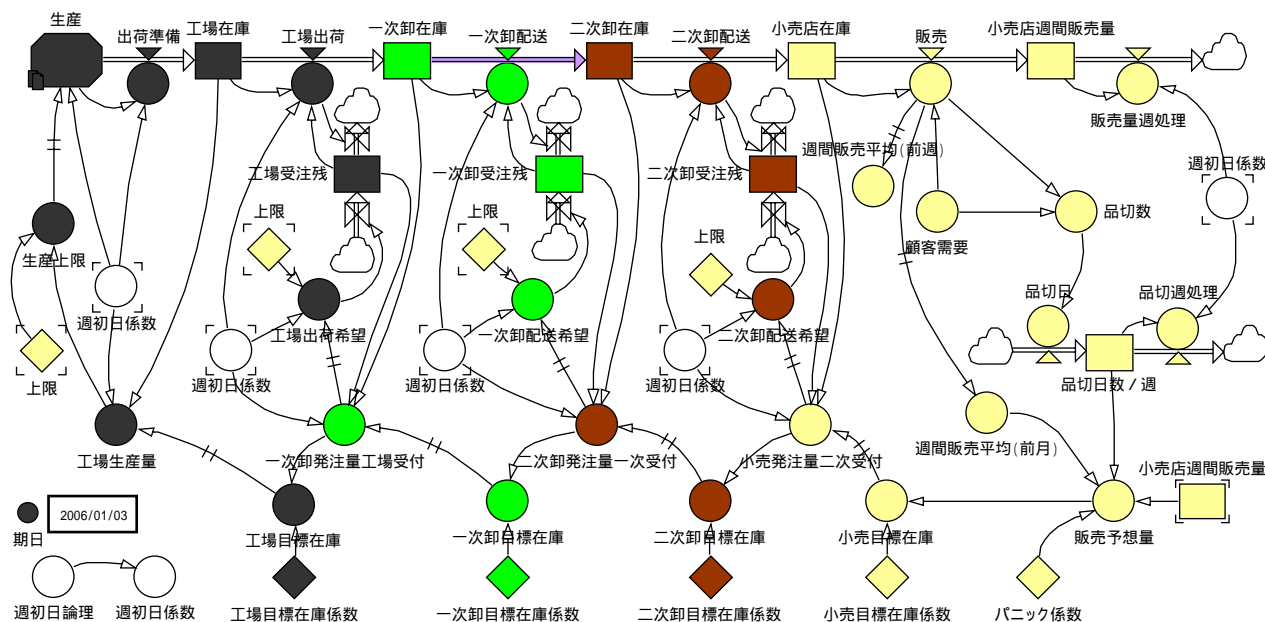 生産
出荷準備
工場在庫
工場出荷
一次卸在庫
一次卸配送
二次卸在庫
二次卸配送
小売店在庫
販売
小売店週間販売量
販売量週処理
週間販売平均(前週)
週初日係数
工場受注残
一次卸受注残
二次卸受注残
上限
上限
上限
品切数
顧客需要
生産上限
週初日係数
品切日
品切週処理
工場出荷希望
一次卸配送希望
二次卸配送希望
上限
週初日係数
週初日係数
週初日係数
品切日数/週
工場生産量
一次卸発注量工場受付
二次卸発注量一次受付
小売発注量二次受付
週間販売平均(前月)
小売店週間販売量
2006/01/03
期日
工場目標在庫
一次卸目標在庫
二次卸目標在庫
小売目標在庫
販売予想量
週初日論理
週初日係数
工場目標在庫係数
一次卸目標在庫係数
二次卸目標在庫係数
小売目標在庫係数
パニック係数